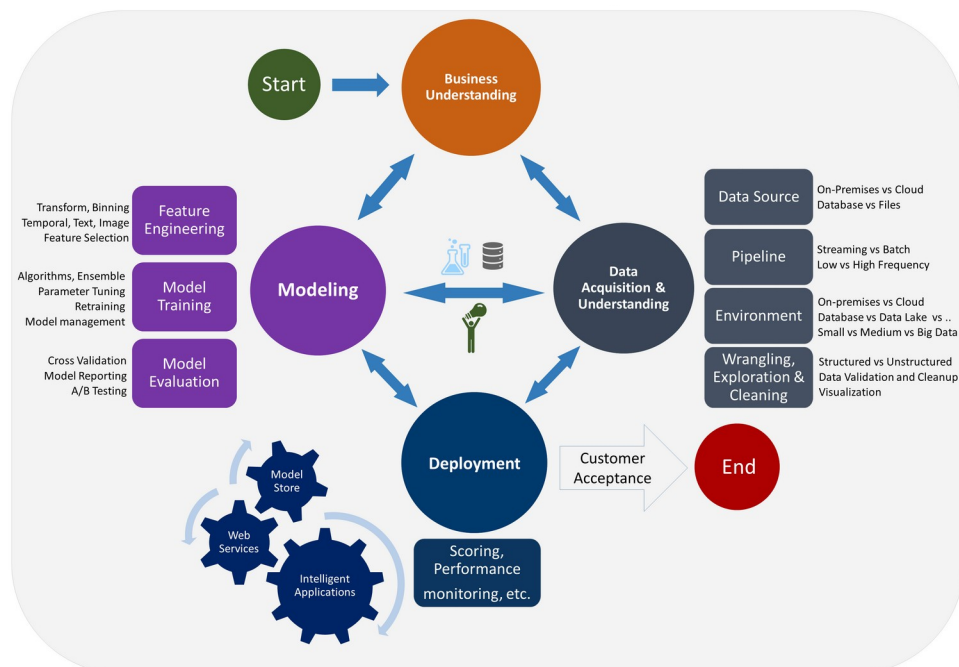 Start
Business
Understanding
Feature
Engineering
Transform, Binning
Temporal, Text, Image
Feature Selection
Model
Training
Algorithms, Ensemble
Parameter Tuning
Retraining
Model management
Model
Evaluation
Cross Validation
Model Reporting
A/B Testing
Modeling
Data
Acquisition &
Understanding
Data Source
On-Premises vs Cloud
Database vs Files
Pipeline
Streaming vs Batch
Low vs High Frequency
Environment
On-premises vs Cloud
Database vs Data Lake vs ..
Small vs Medium vs Big Data
Wrangling,
Exploration &
Cleaning
Structured vs Unstructured
Data Validation and Cleanup
Visualization
Deployment
Customer
Acceptance
End
Scoring,
Performance
monitoring, etc.
Model
Store
Web
Services
Intelligent
Applications